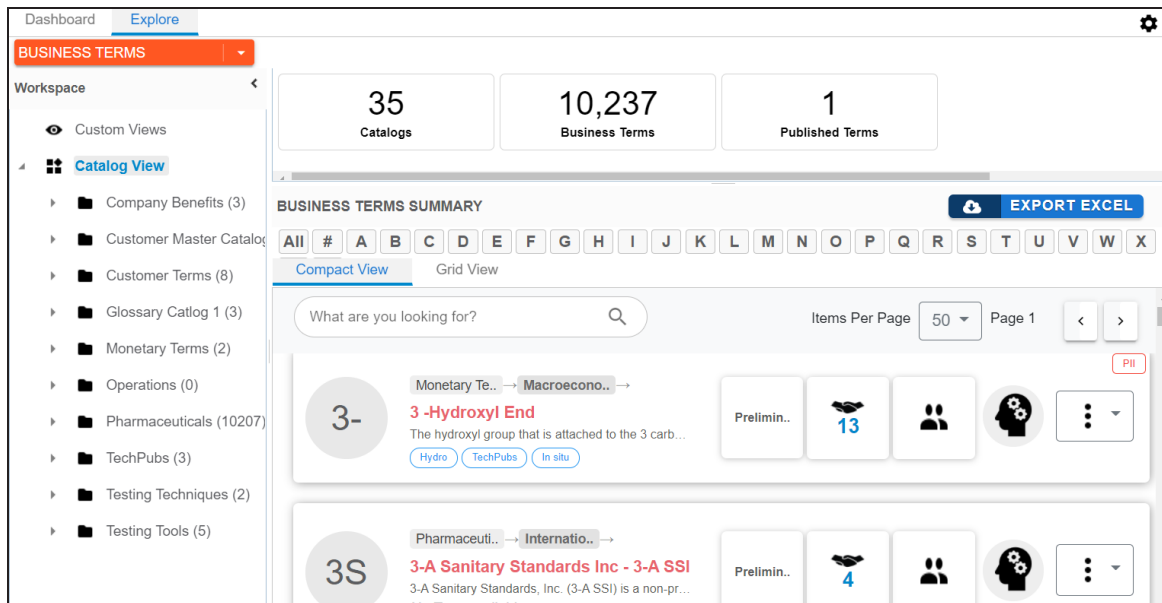 Dashboard Explore
BUSINESS TERMS
Workspace
Custom Views
Catalog View
Company Benefits (3)
Customer Master Catalog
Customer Terms (8)
Glossary Catlog 1 (3)
Monetary Terms (2)
Operations (0)
Pharmaceuticals (10207)
TechPubs (3)
Testing Techniques (2)
Testing Tools (5)
35
Catalogs
10,237
Business Terms
1
Published Terms
BUSINESS TERMS SUMMARY
EXPORT EXCEL
All # A B C D E F G H I J K L M N O P Q R S T U V W X
Compact View Grid View
What are you looking for?
Items Per Page 50 Page 1
PII
3-
Monetary Te.. → Macroecono.. →
3 -Hydroxyl End
The hydroxyl group that is attached to the 3 carb...
Hydro TechPubs In situ
Prelimin..
13
3S
Pharmaceuti.. → Internatio.. →
3-A Sanitary Standards Inc - 3-A SSI
3-A Sanitary Standards, Inc. (3-A SSI) is a non-pr...
Prelimin..
4